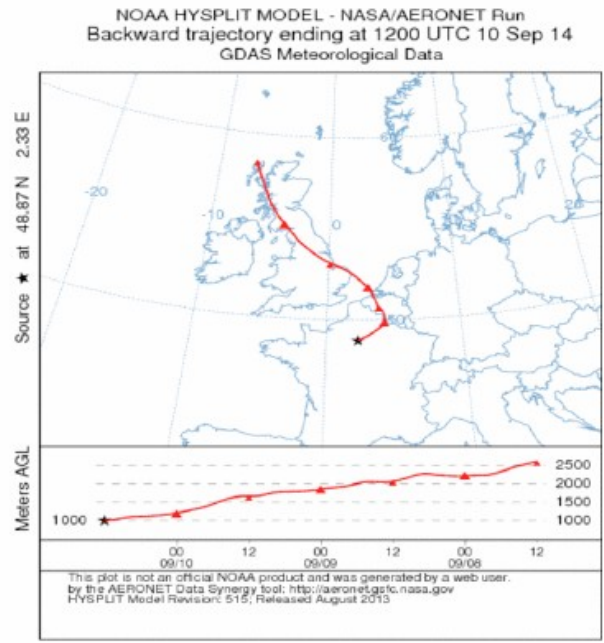 NOAA HYSPLIT MODEL - NASA/AERONET Run
Backward trajectory ending at 1200 UTC 10 Sep 14
GDAS Meteorological Data
Source ★ at 48.87 N 2.33 E
-20
-10
0
20
Meters AGL
1000
2500
2000
1500
1000
00 12 00 12 00 12
09/10 09/09 09/08
This plot is not an official NOAA product and was generated by a web user.
by the AERONET Data Synergy tool; http://aeronet.gsfc.nasa.gov
HYSPLIT Model Revision: 515; Released August 2013